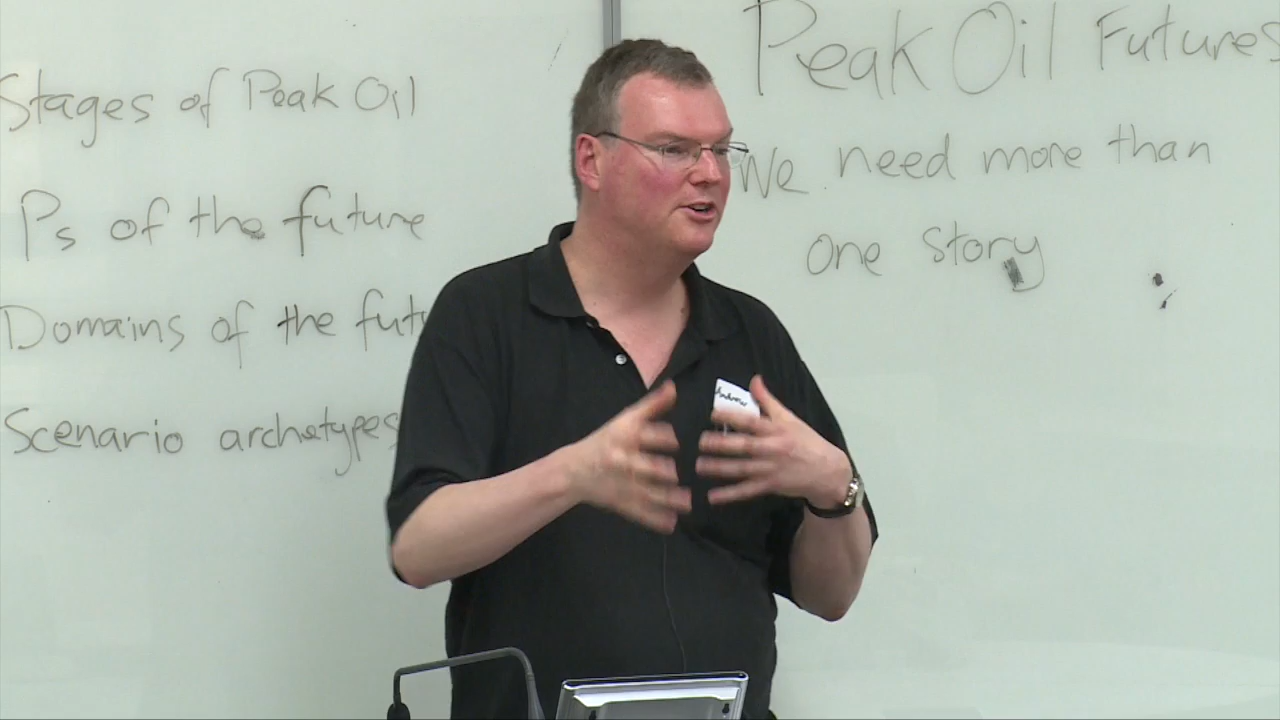 Stages of Peak Oil
Ps of the future
Domains of the futu
Scenario archetypes
Peak Oil Futures
We need more than
one story
Andrew